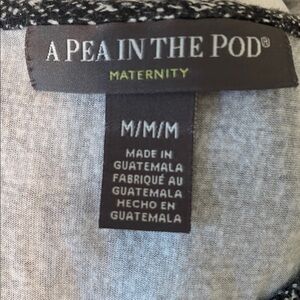 A PEA IN THE POD®
MATERNITY
M/M/M
MADE IN
GUATEMALA
FABRIQUÉ AU
GUATEMALA
HECHO EN
GUATEMALA